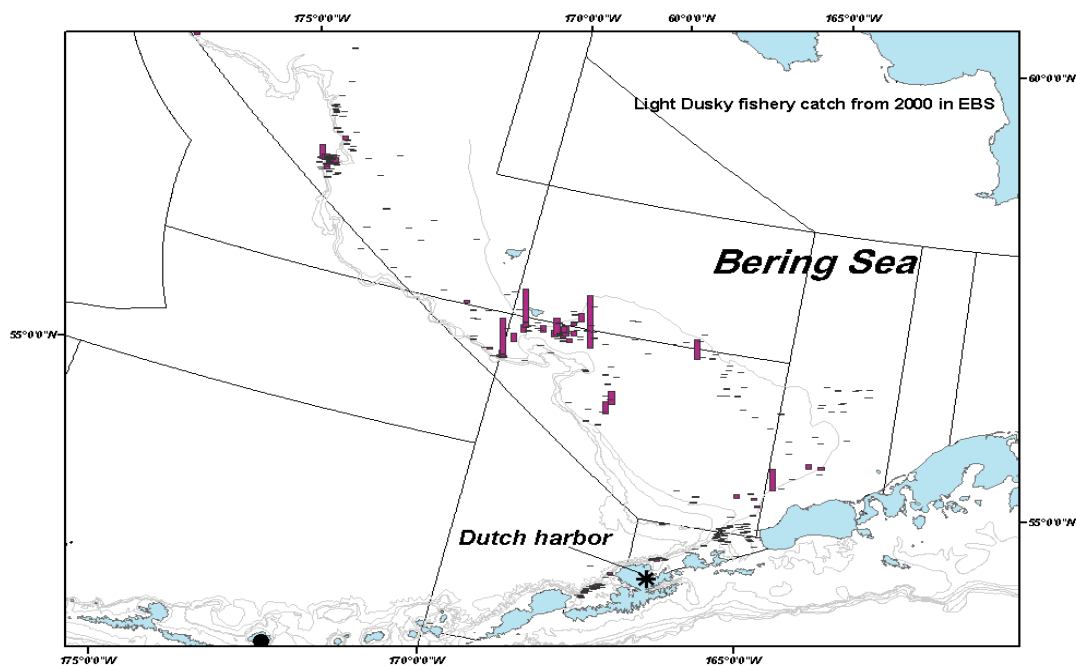 175°0'0"W 170°0'0"W 60°0'0"W 165°0'0"W
60°0'0"W
Light Dusky fishery catch from 2000 in EBS
Bering Sea
55°0'0"W
Dutch harbor
55°0'0"W
175°0'0"W 170°0'0"W 165°0'0"W